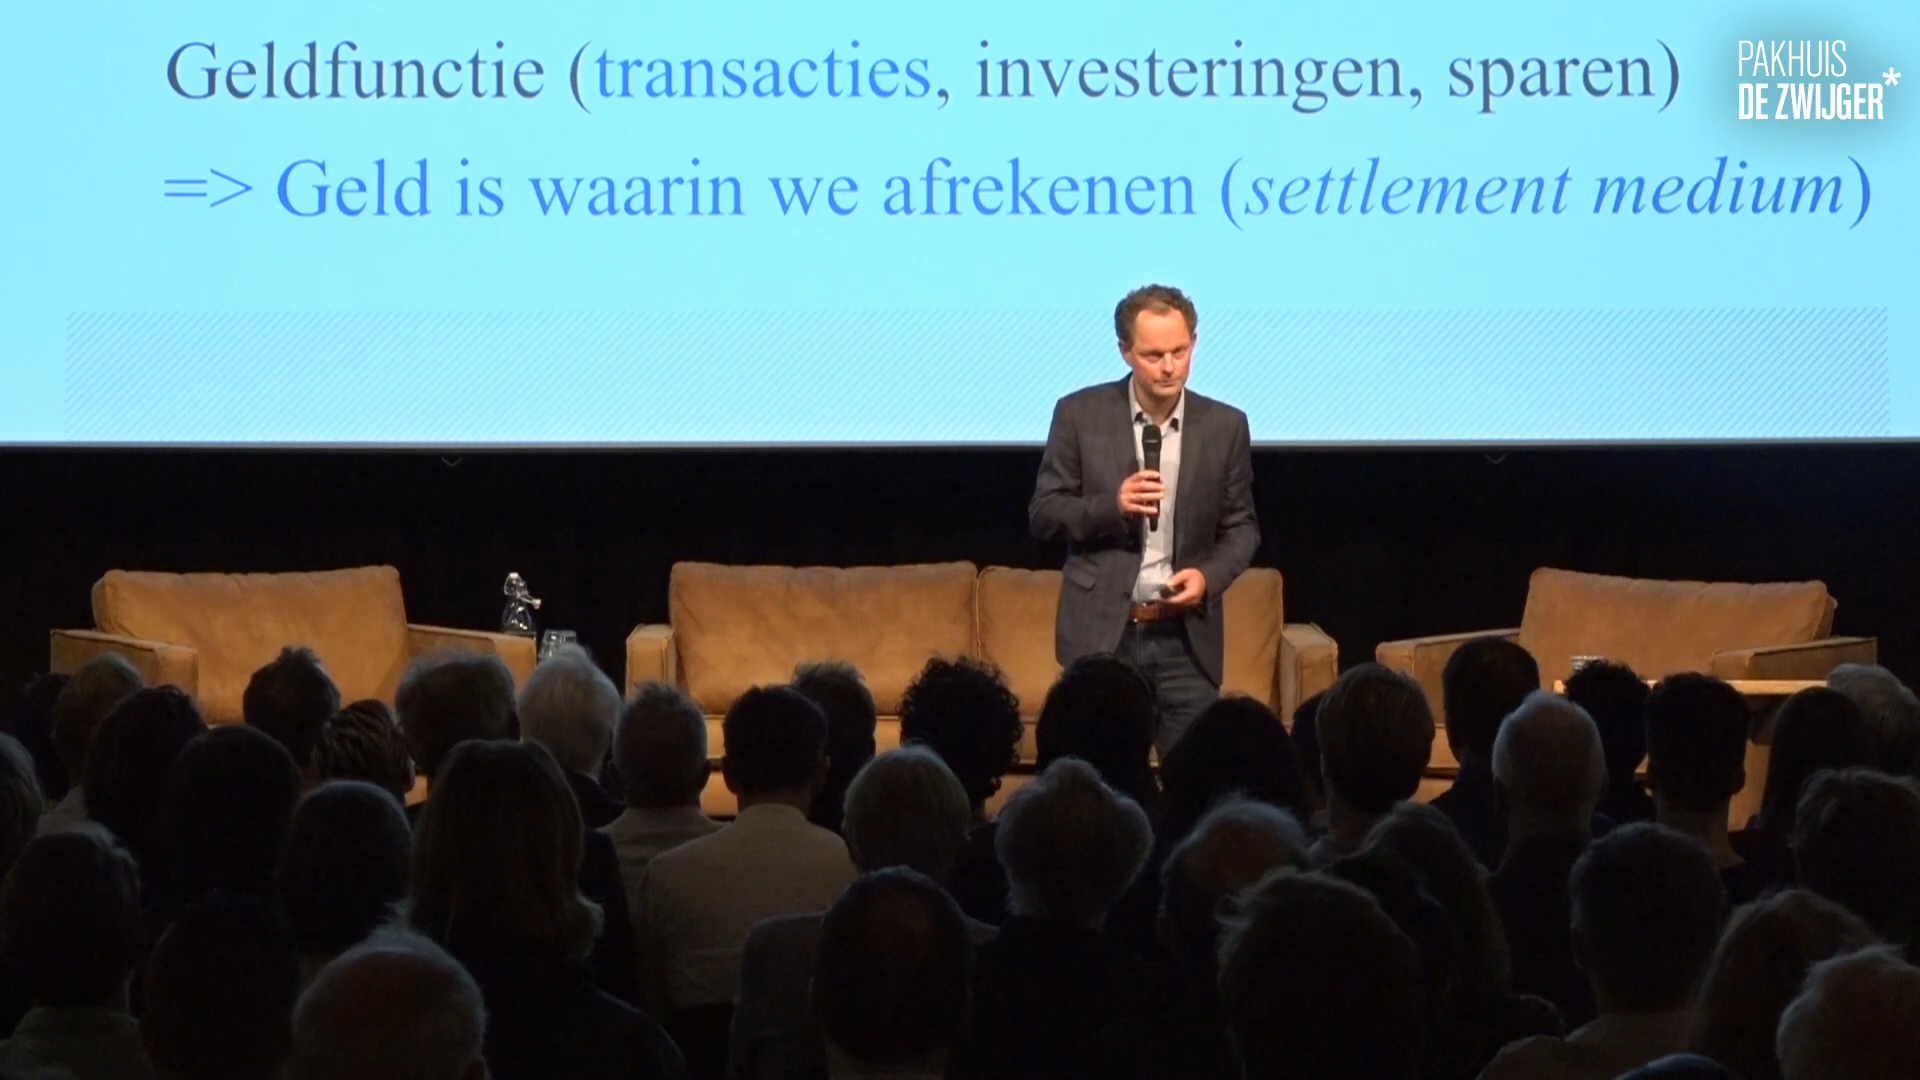 Geldfunctie (transacties, investeringen, sparen)
=> Geld is waarin we afrekenen (settlement medium)
PAKHUIS
DE ZWIJGER*